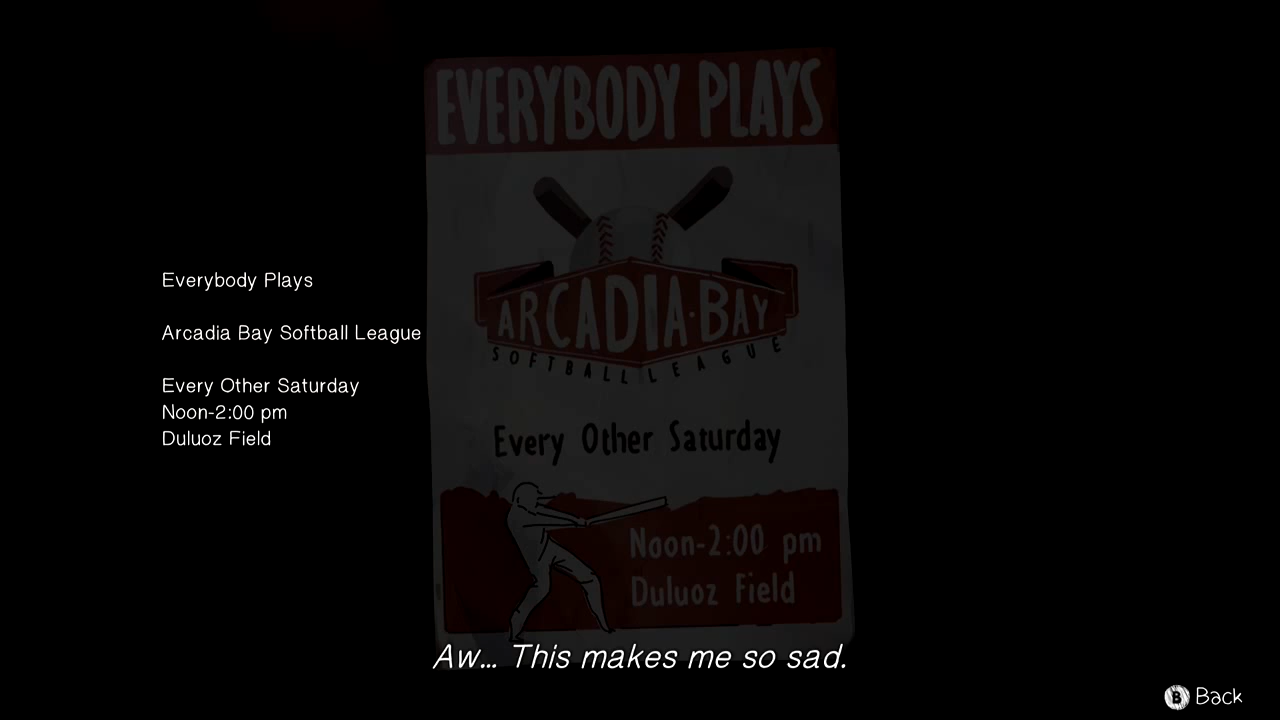 EVERYBODY PLAYS
ARCADIA·BAY
SOFTBALL LEAGUE
Every Other Saturday
Noon-2:00 pm
Duluoz Field
Everybody Plays
Arcadia Bay Softball League
Every Other Saturday
Noon-2:00 pm
Duluoz Field
Aw... This makes me so sad.
B Back